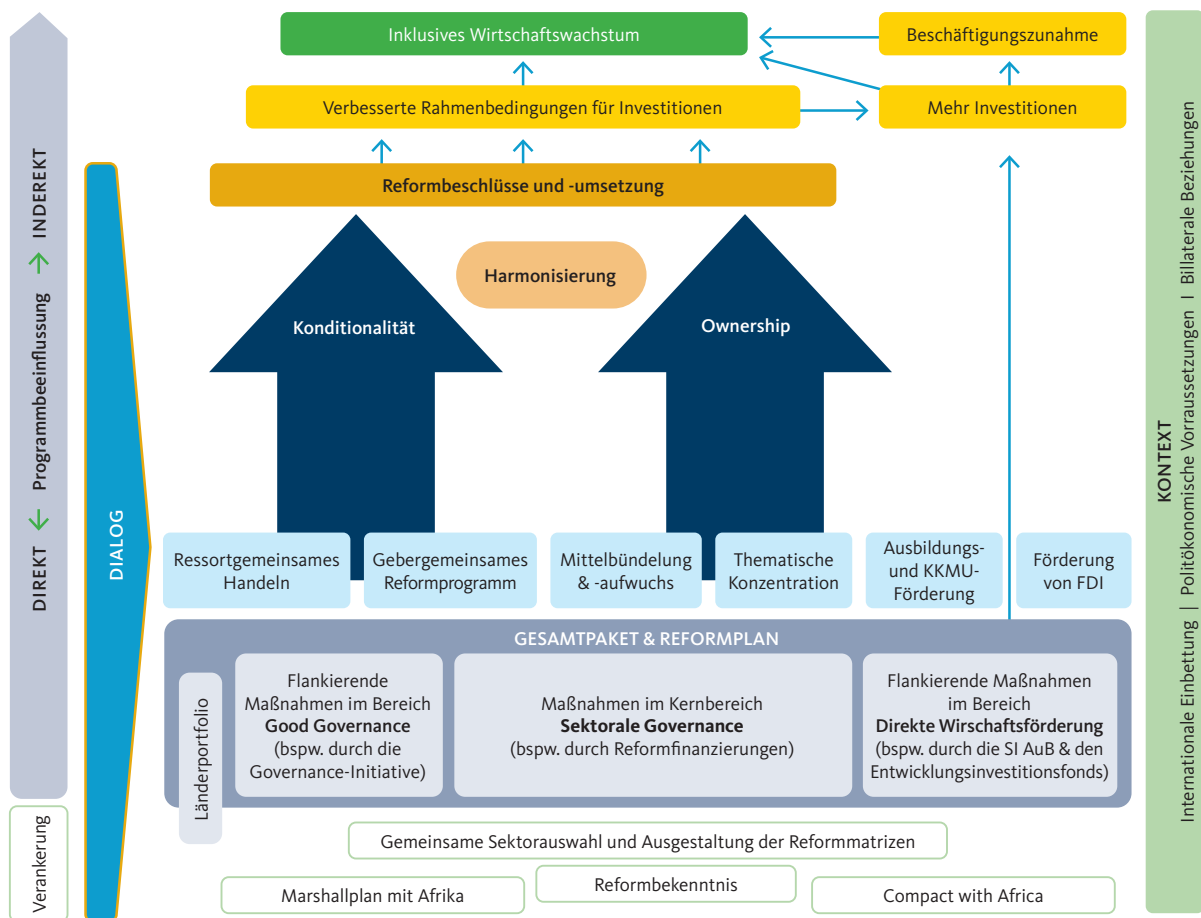 Inklusives Wirtschaftswachstum
Beschäftigungszunahme
Verbesserte Rahmenbedingungen für Investitionen
Mehr Investitionen
Reformbeschlüsse und -umsetzung
Harmonisierung
Konditionalität
Ownership
DIREKT Programmbeeinflussung INDEREKT
DIALOG
Ressortgemeinsames
Handeln
Gebergemeinsames
Reformprogramm
Mittelbündelung
& -aufwuchs
Thematische
Konzentration
Ausbildungs-
und KKMU-
Förderung
Förderung
von FDI
GESAMTPAKET & REFORMPLAN
Länderportfolio
Flankierende
Maßnahmen im Bereich
Good Governance
(bspw. durch die
Governance-Initiative)
Maßnahmen im Kernbereich
Sektorale Governance
(bspw. durch Reformfinanzierungen)
Flankierende Maßnahmen
im Bereich
Direkte Wirschaftsförderung
(bspw. durch die SI AuB & den
Entwicklungsinvestitionsfonds)
Verankerung
Gemeinsame Sektorauswahl und Ausgestaltung der Reformmatrizen
Reformbekenntnis
Marshallplan mit Afrika
Compact with Africa
KONTEXT
Internationale Einbettung | Politökonomische Vorraussetzungen I Billaterale Beziehungen